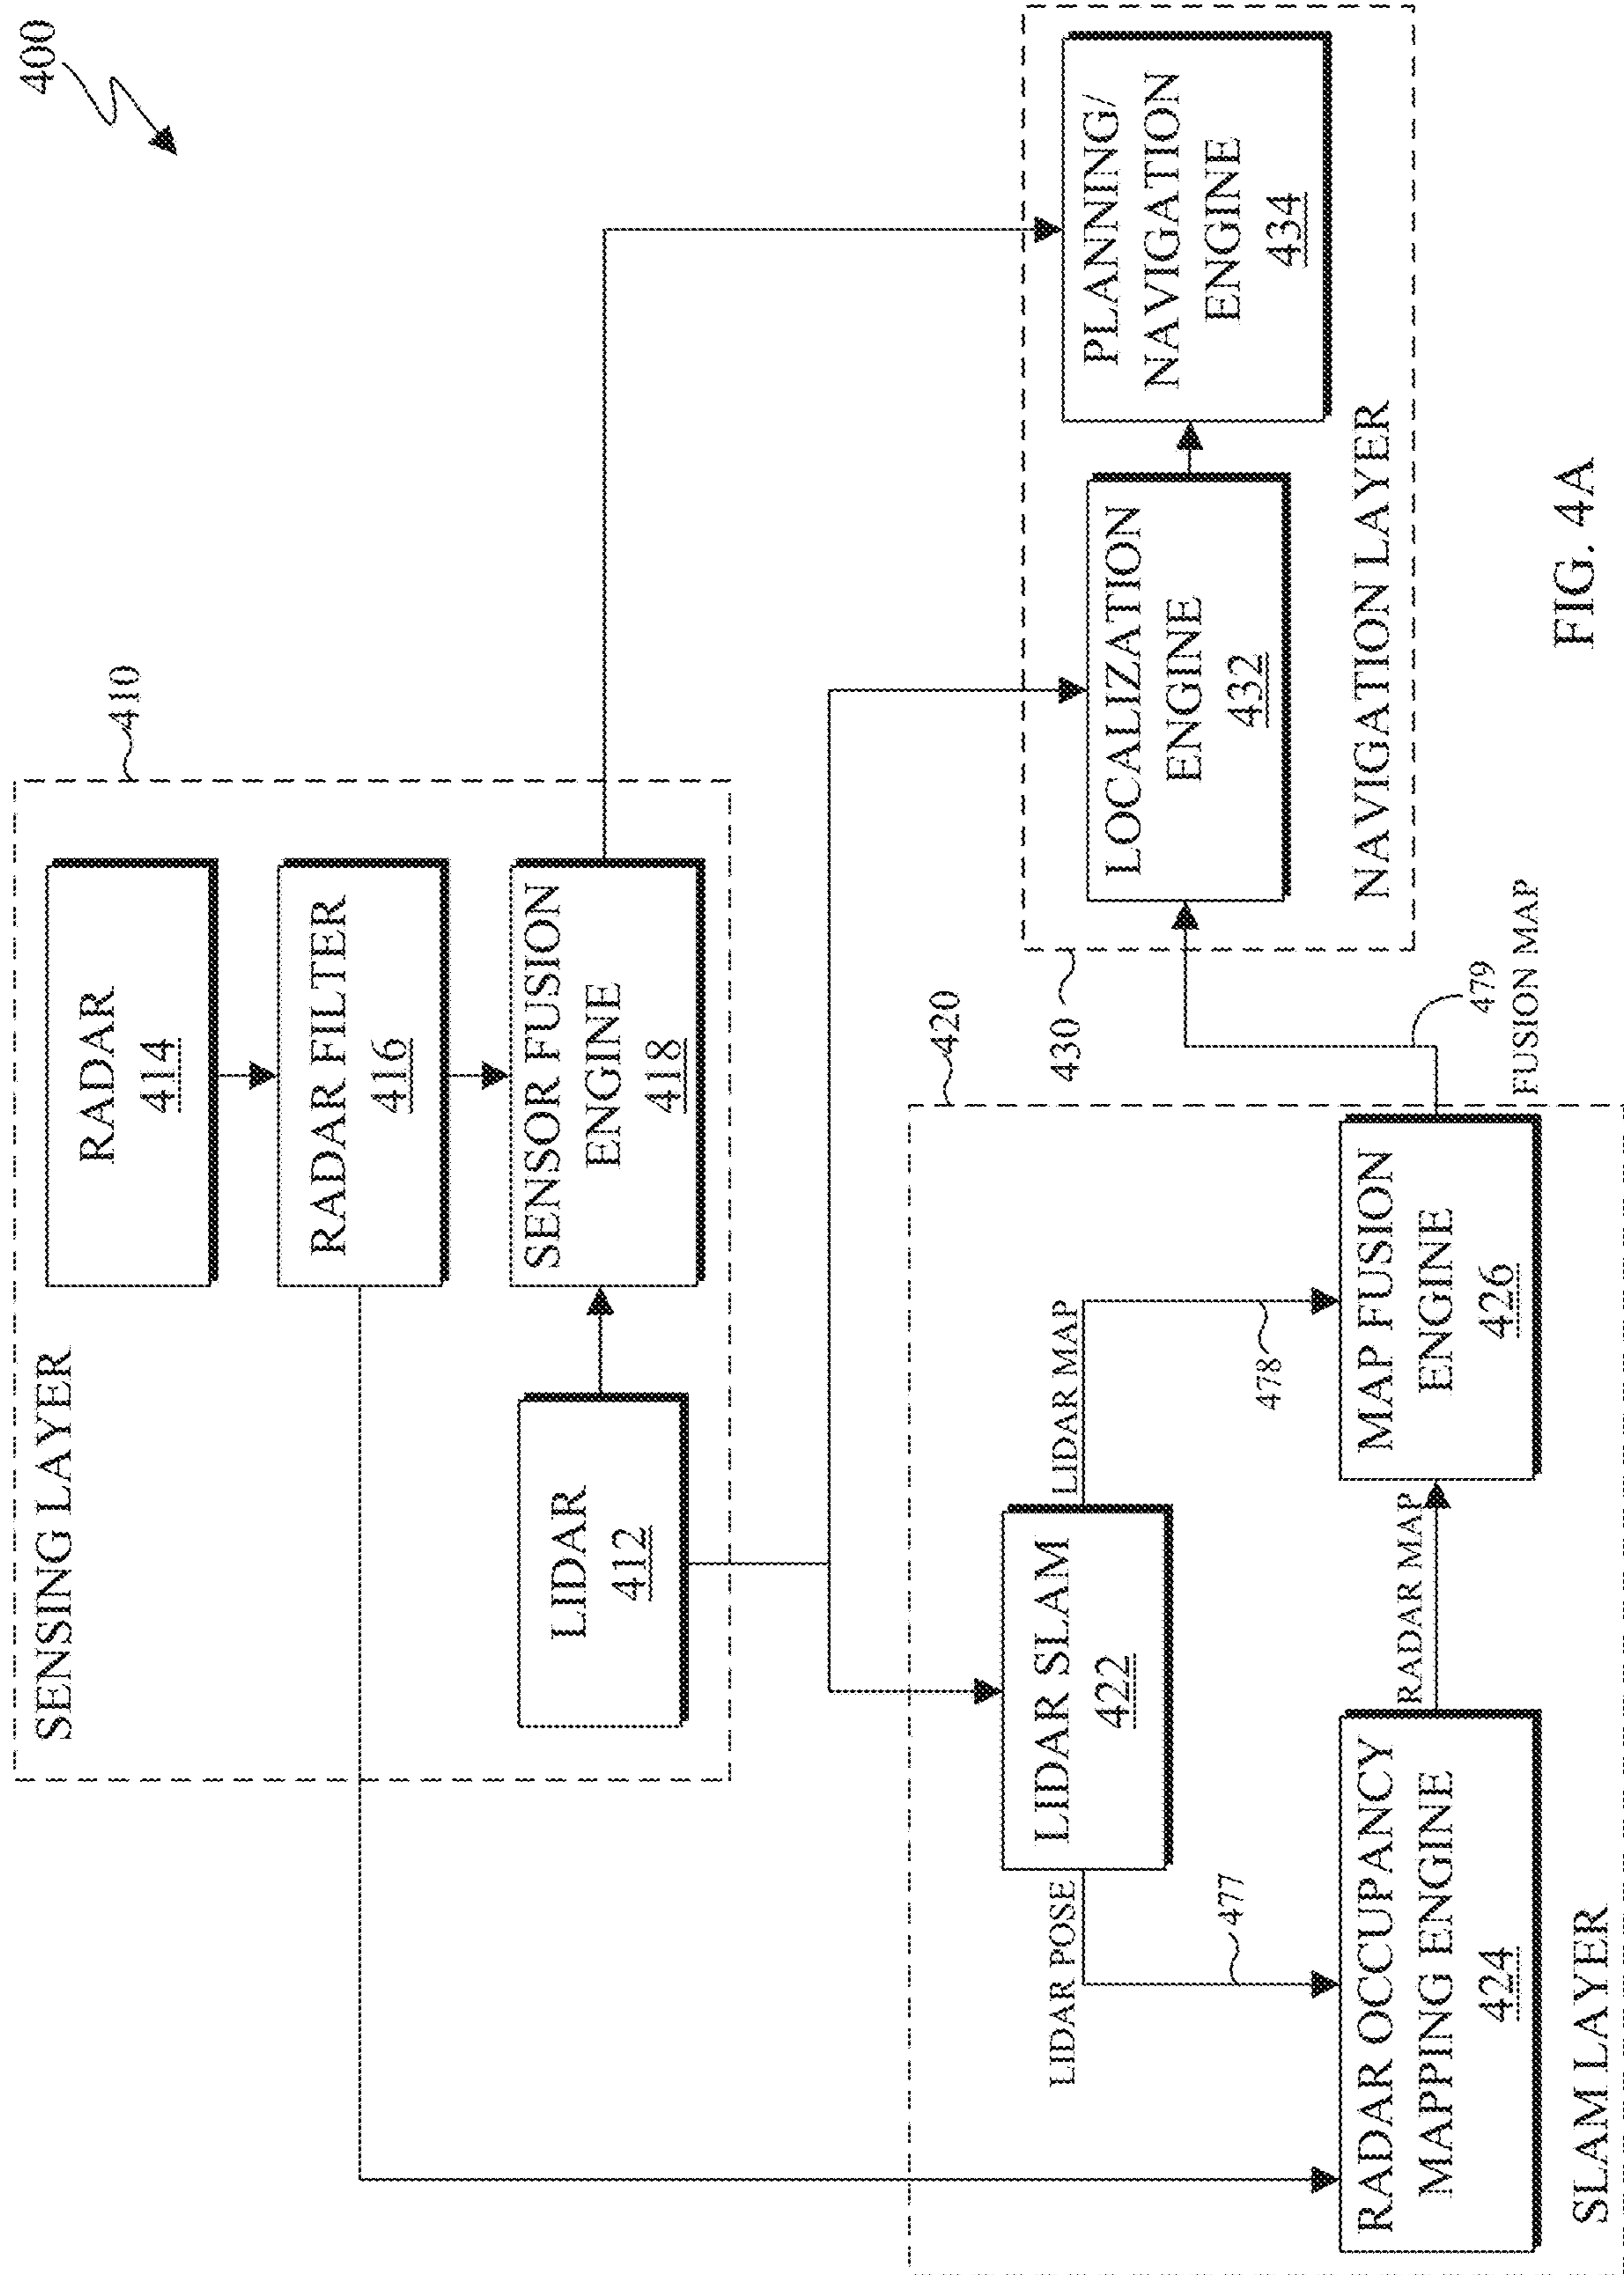 400
410
SENSING LAYER
RADAR
414
RADAR FILTER
416
LIDAR
412
SENSOR FUSION
ENGINE
418
420
LIDAR POSE
477
LIDAR SLAM
422
LIDAR MAP
478
RADAR OCCUPANCY
MAPPING ENGINE
424
RADAR MAP
MAP FUSION
ENGINE
426
SLAM LAYER
479
FUSION MAP
430
LOCALIZATION
ENGINE
432
PLANNING/
NAVIGATION
ENGINE
434
NAVIGATION LAYER
FIG. 4A